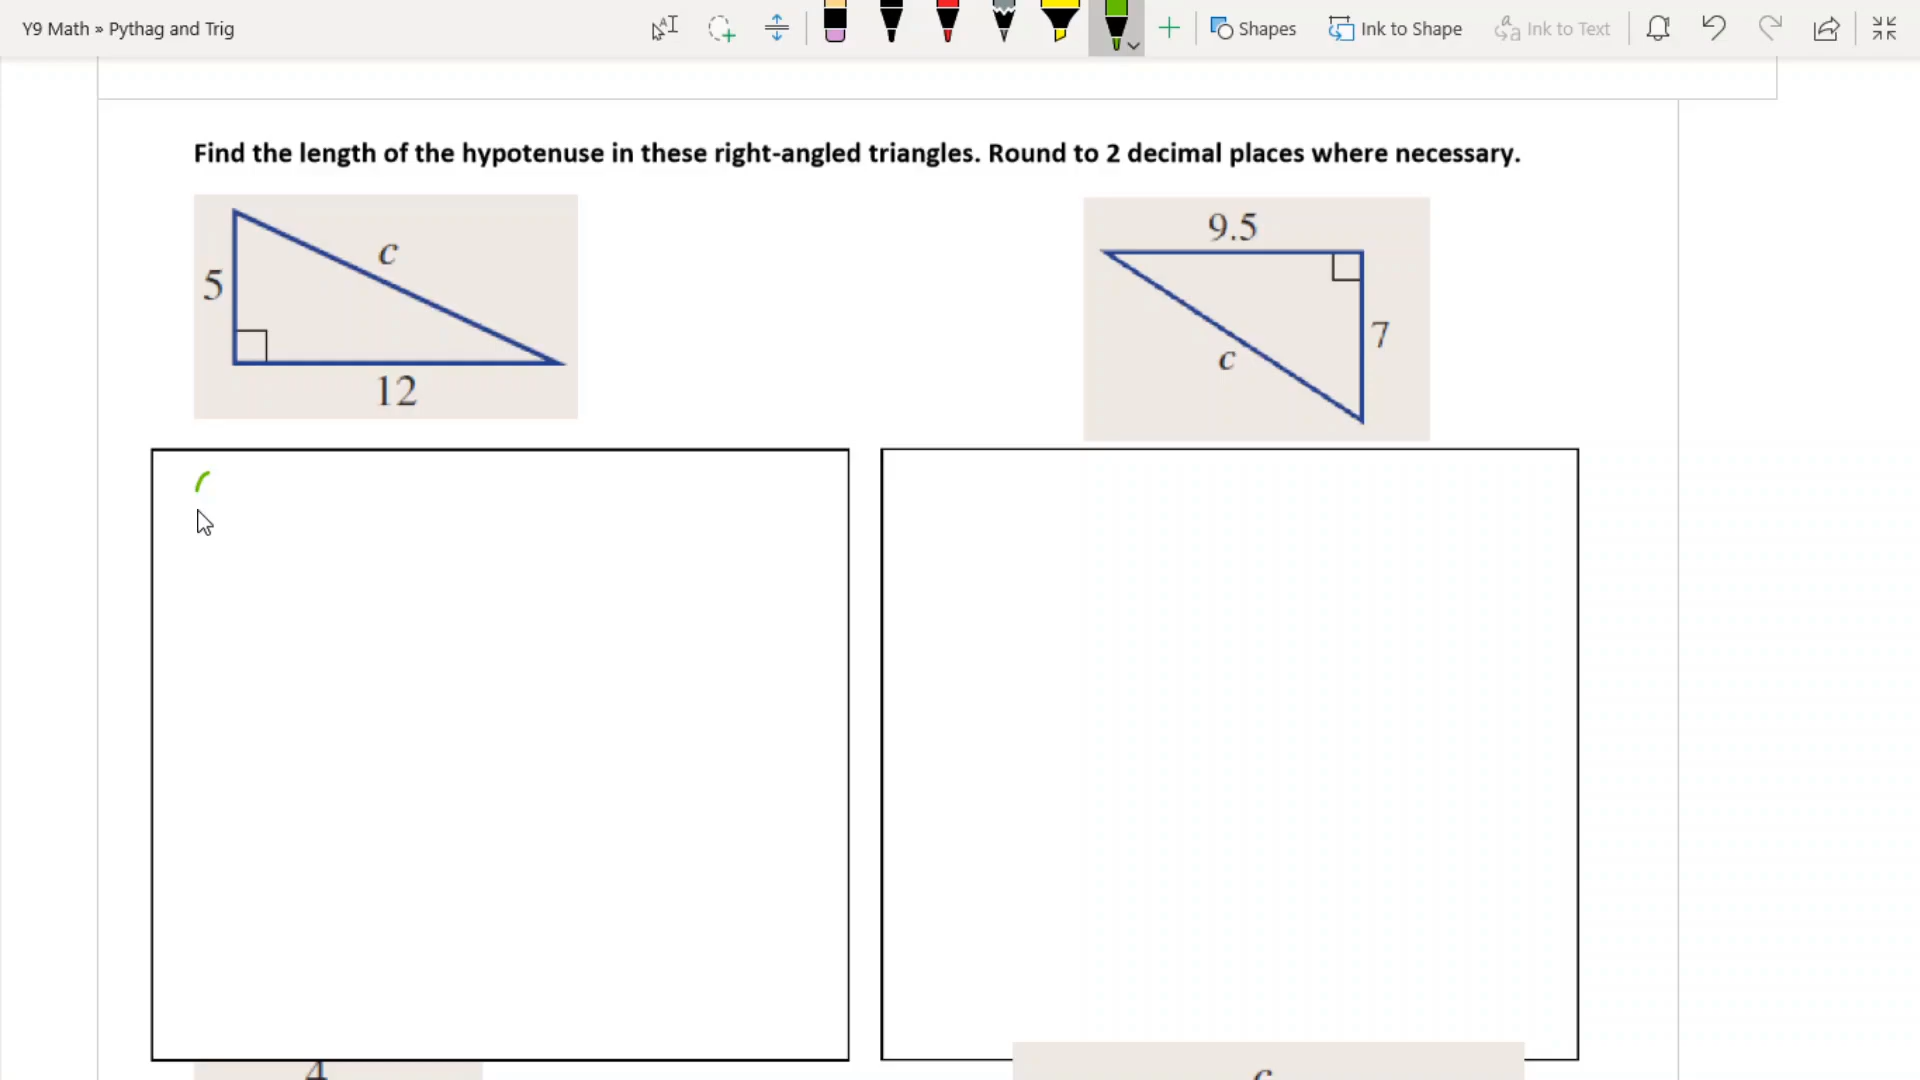 Y9 Math » Pythag and Trig
Shapes
Ink to Shape
Ink to Text
Find the length of the hypotenuse in these right-angled triangles. Round to 2 decimal places where necessary.
5
c
12
9.5
7
c
4
c